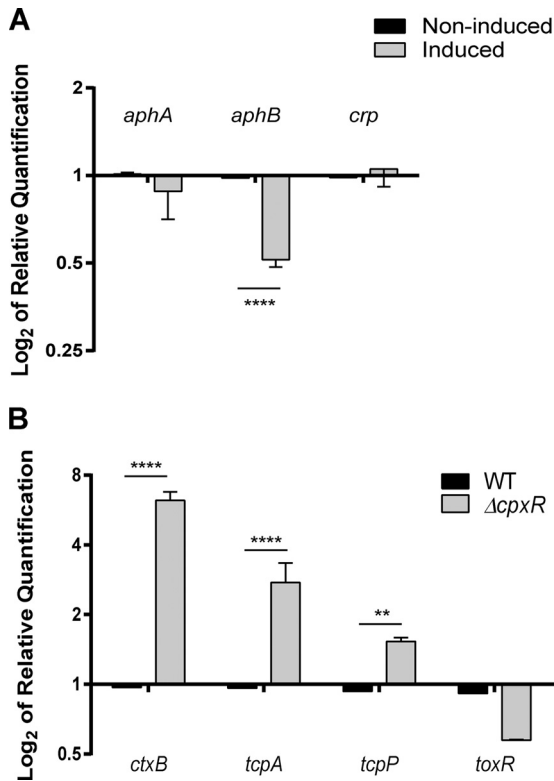 A
Non-induced
Induced
Log2 of Relative Quantification
2
1
0.5
0.25
aphA aphB crp
****
B
WT
ΔcpxR
Log2 of Relative Quantification
8
4
2
1
0.5
**** **** **
ctxB tcpA tcpP toxR